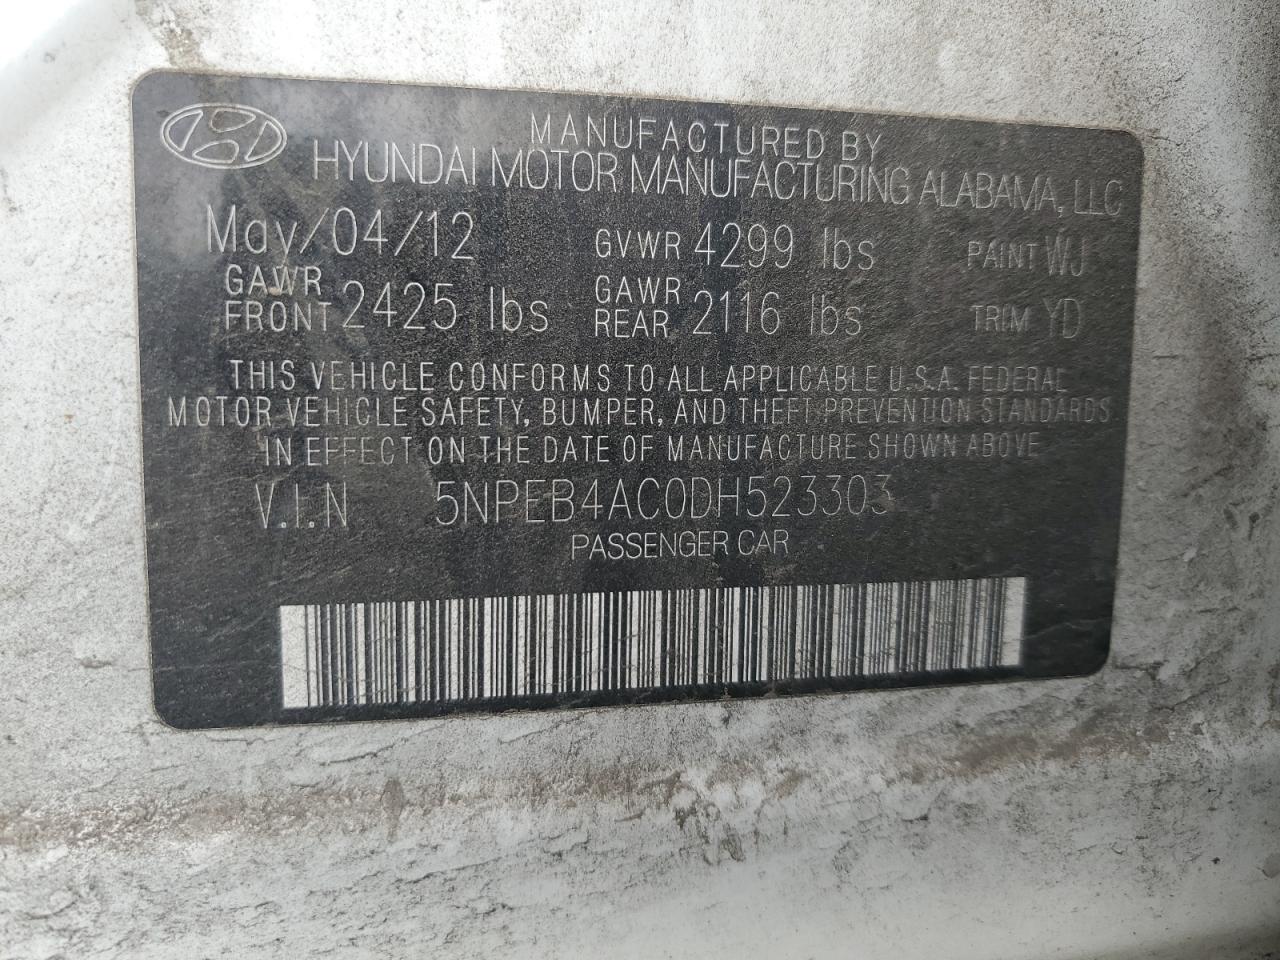 MANUFACTURED BY
HYUNDAI MOTOR MANUFACTURING ALABAMA, LLC
May/04/12 GVWR 4299 lbs PAINT WJ
GAWR FRONT 2425 lbs GAWR REAR 2116 lbs TRIM YD
THIS VEHICLE CONFORMS TO ALL APPLICABLE U.S.A. FEDERAL
MOTOR VEHICLE SAFETY, BUMPER, AND THEFT PREVENTION STANDARDS
IN EFFECT ON THE DATE OF MANUFACTURE SHOWN ABOVE
V.I.N 5NPEB4AC0DH523303
PASSENGER CAR